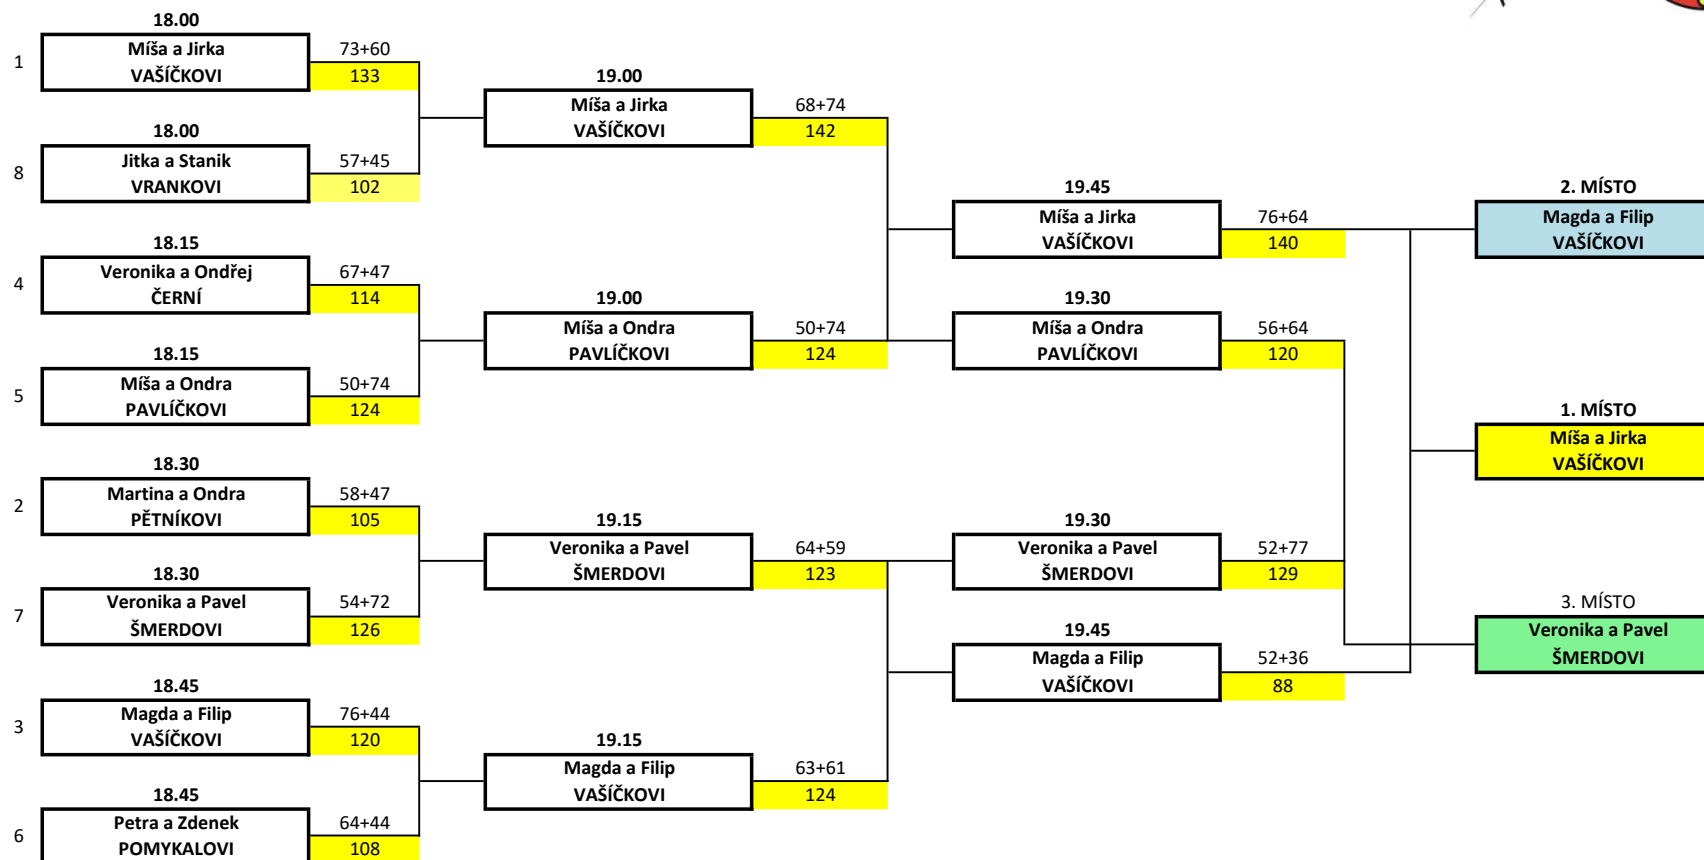 18.00
1
Míša a Jirka
VAŠÍČKOVI
73+60
133
18.00
8
Jitka a Stanik
VRANKOVI
57+45
102
18.15
4
Veronika a Ondřej
ČERNÍ
67+47
114
18.15
5
Míša a Ondra
PAVLÍČKOVI
50+74
124
18.30
2
Martina a Ondra
PĚTNÍKOVI
58+47
105
18.30
7
Veronika a Pavel
ŠMERDOVI
54+72
126
18.45
3
Magda a Filip
VAŠÍČKOVI
76+44
120
18.45
6
Petra a Zdenek
POMYKALOVI
64+44
108
19.00
Míša a Jirka
VAŠÍČKOVI
68+74
142
19.00
Míša a Ondra
PAVLÍČKOVI
50+74
124
19.15
Veronika a Pavel
ŠMERDOVI
64+59
123
19.15
Magda a Filip
VAŠÍČKOVI
63+61
124
19.45
Míša a Jirka
VAŠÍČKOVI
76+64
140
19.30
Míša a Ondra
PAVLÍČKOVI
56+64
120
19.30
Veronika a Pavel
ŠMERDOVI
52+77
129
19.45
Magda a Filip
VAŠÍČKOVI
52+36
88
2. MÍSTO
Magda a Filip
VAŠÍČKOVI
1. MÍSTO
Míša a Jirka
VAŠÍČKOVI
3. MÍSTO
Veronika a Pavel
ŠMERDOVI